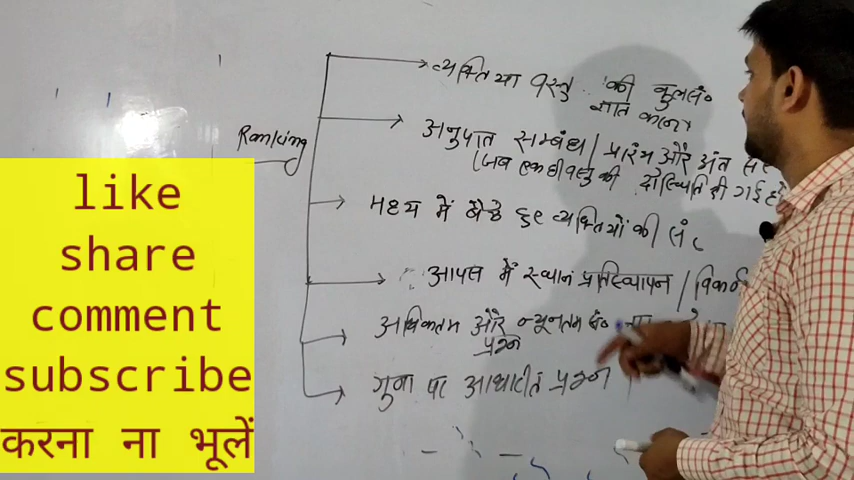 Ranking
व्यक्ति या वस्तु की कुल सं०
ज्ञात करना
अनुपात सम्बंध / प्रारंभ और अंत से
(जब एक ही वस्तु की दो स्थिति दी गई हो
मध्य में बैठे हुए व्यक्तियों की सं०
आपस में स्थान प्रतिस्थापन /
अधिकतम और न्यूनतम सं०
प्रश्न
गुणा पर आधारित प्रश्न
like
share
comment
subscribe
करना ना भूलें